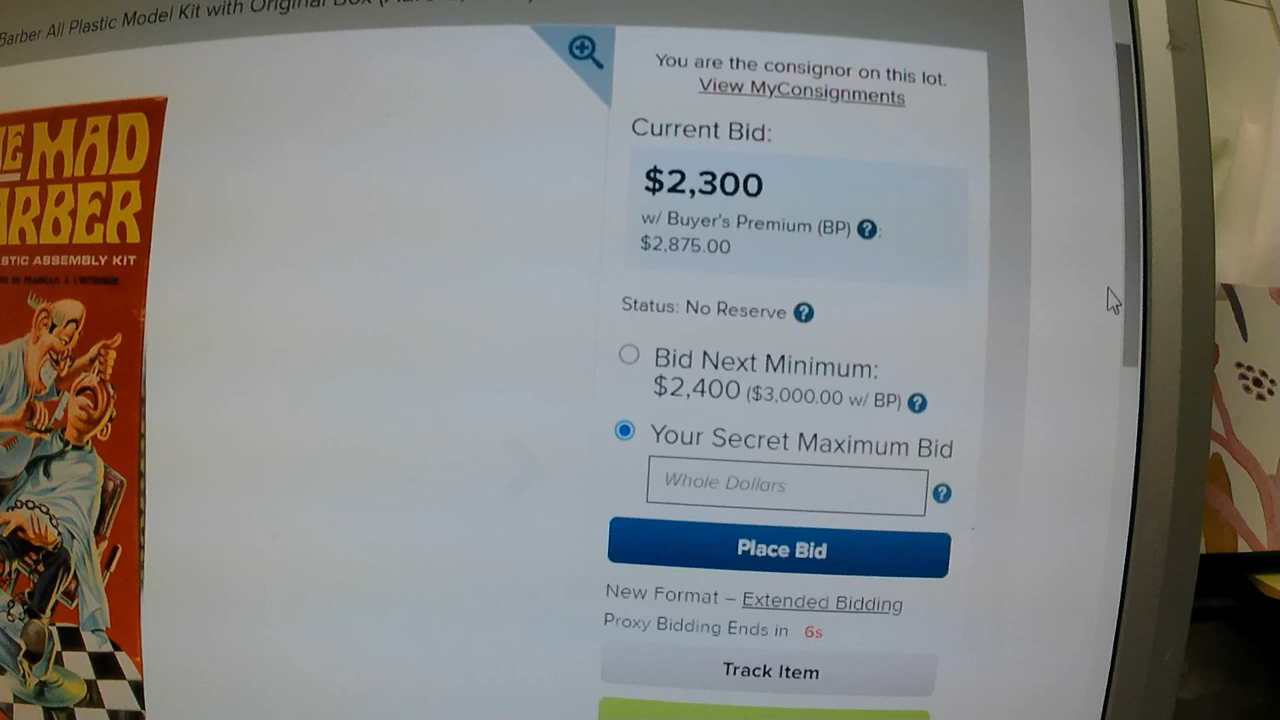 Barber All Plastic Model Kit with Original Box
You are the consignor on this lot.
View MyConsignments
Current Bid:
$2,300
w/ Buyer's Premium (BP) ?:
$2,875.00
Status: No Reserve ?
Bid Next Minimum:
$2,400 ($3,000.00 w/ BP) ?
Your Secret Maximum Bid
Whole Dollars ?
Place Bid
New Format – Extended Bidding
Proxy Bidding Ends in 6s
Track Item
MAD
ARBER
STIC ASSEMBLY KIT